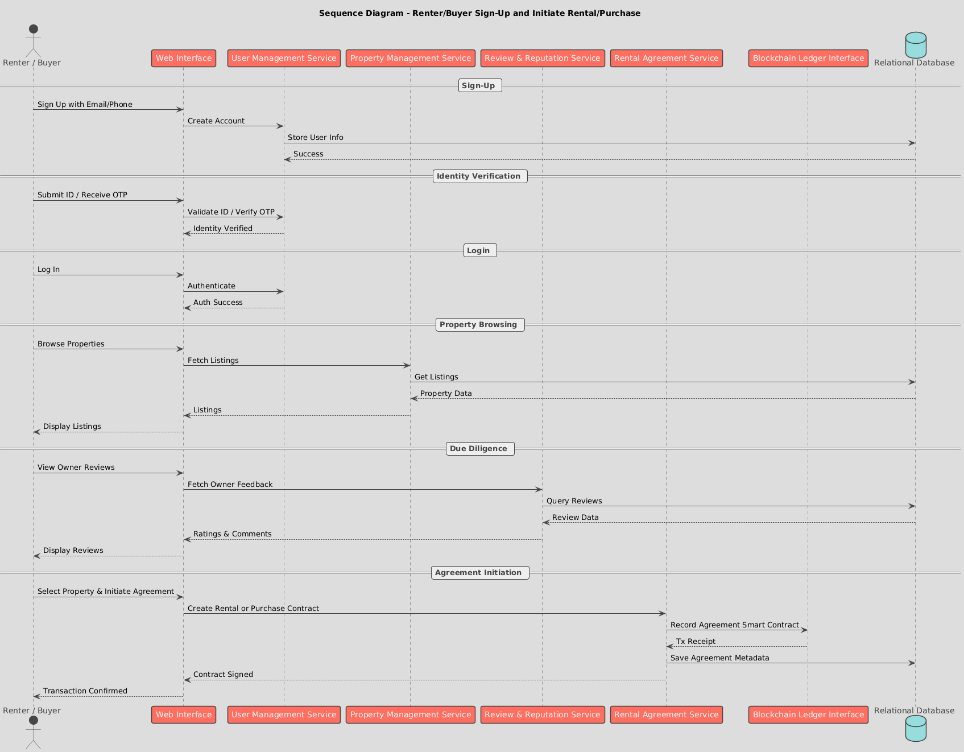 Sequence Diagram - Renter/Buyer Sign-Up and Initiate Rental/Purchase
Renter / Buyer
Web Interface
User Management Service
Property Management Service
Review & Reputation Service
Rental Agreement Service
Blockchain Ledger Interface
Relational Database
Sign-Up
Sign Up with Email/Phone
Create Account
Store User Info
Success
Identity Verification
Submit ID / Receive OTP
Validate ID / Verify OTP
Identity Verified
Login
Log In
Authenticate
Auth Success
Property Browsing
Browse Properties
Fetch Listings
Get Listings
Property Data
Listings
Display Listings
Due Diligence
View Owner Reviews
Fetch Owner Feedback
Query Reviews
Review Data
Ratings & Comments
Display Reviews
Agreement Initiation
Select Property & Initiate Agreement
Create Rental or Purchase Contract
Record Agreement Smart Contract
Tx Receipt
Save Agreement Metadata
Contract Signed
Transaction Confirmed
Renter / Buyer
Web Interface
User Management Service
Property Management Service
Review & Reputation Service
Rental Agreement Service
Blockchain Ledger Interface
Relational Database